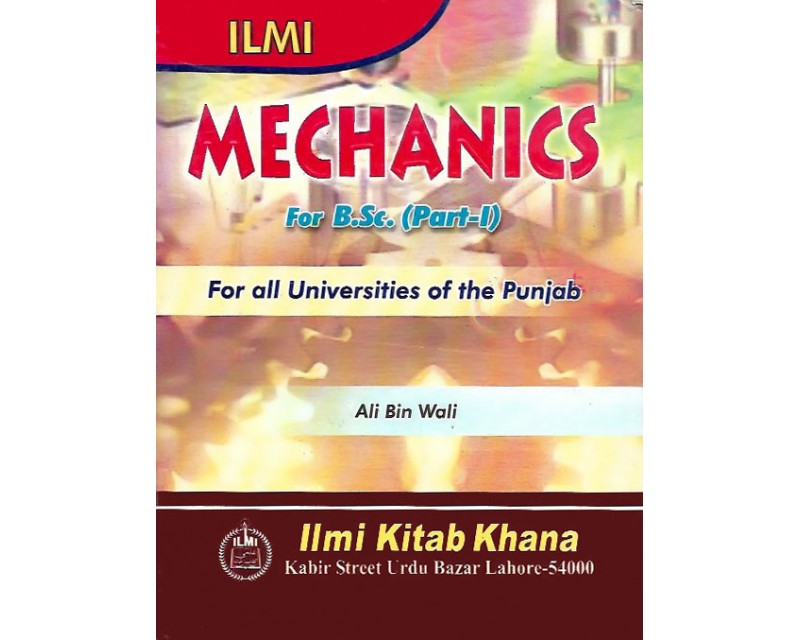 ILMI
MECHANICS
For B.Sc. (Part-I)
For all Universities of the Punjab
Ali Bin Wali
ILMI
Ilmi Kitab Khana
Kabir Street Urdu Bazar Lahore-54000